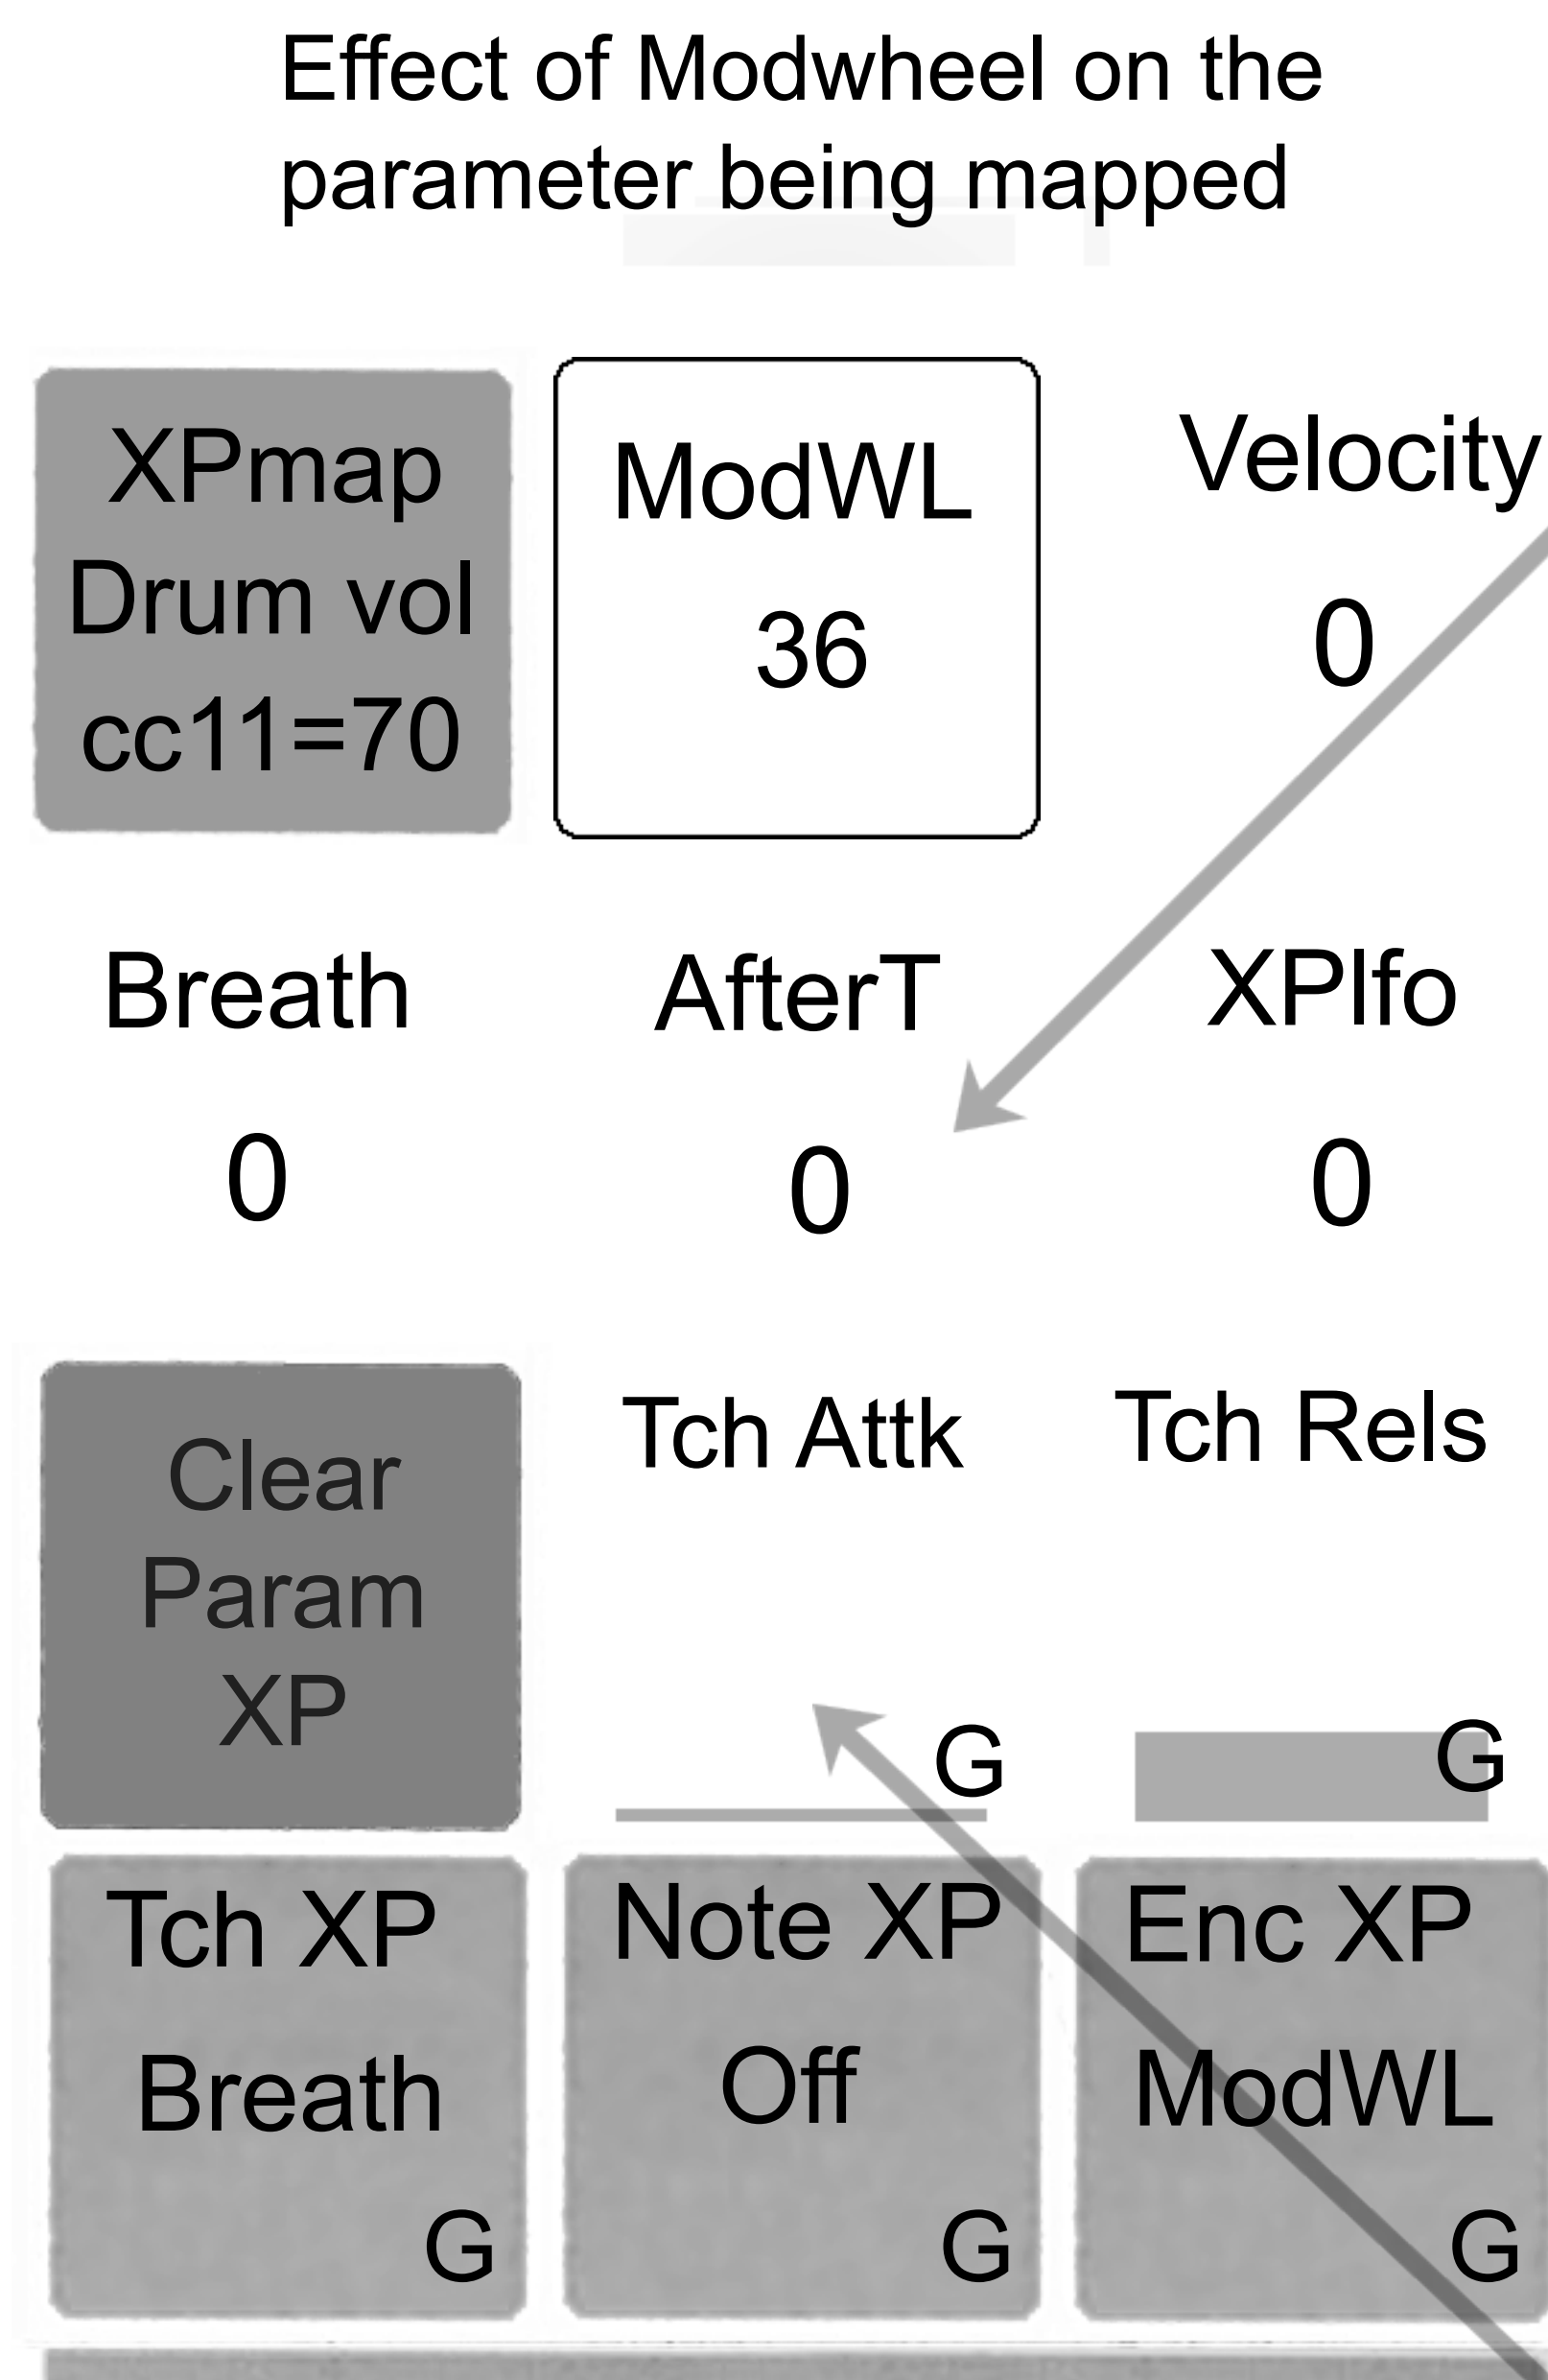 Effect of Modwheel on the
parameter being mapped
XPmap
Drum vol
cc11=70
ModWL
36
Velocity
0
Breath
0
AfterT
0
XPlfo
0
Clear
Param
XP
Tch Attk
G
Tch Rels
G
Tch XP
Breath
G
Note XP
Off
G
Enc XP
ModWL
G